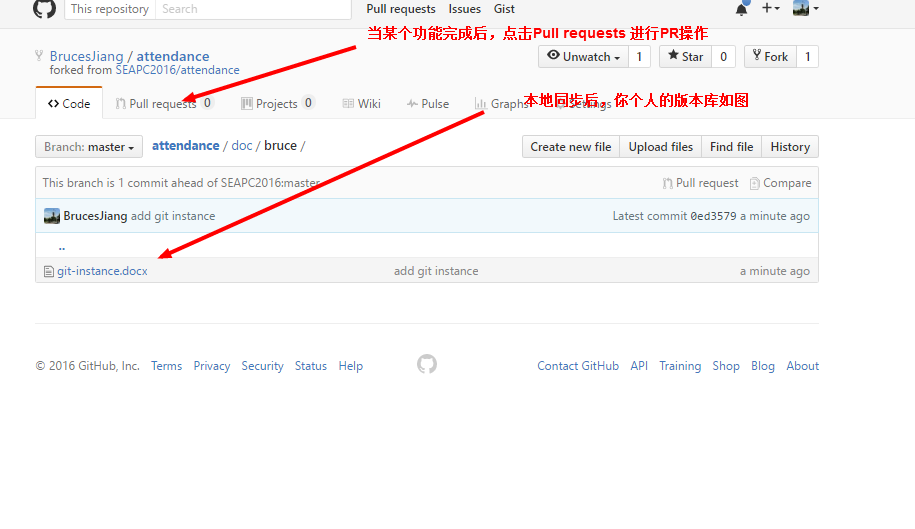 This repository Search Pull requests Issues Gist
当某个功能完成后，点击Pull requests 进行PR操作
BrucesJiang / attendance Unwatch 1 Star 0 Fork 1
forked from SEAPC2016/attendance
本地同步后，你个人的版本库如图
Code Pull requests 0 Projects 0 Wiki Pulse Graphs Settings
Branch: master attendance / doc / bruce / Create new file Upload files Find file History
This branch is 1 commit ahead of SEAPC2016:master Pull request Compare
BrucesJiang add git instance Latest commit 0ed3579 a minute ago
..
git-instance.docx add git instance a minute ago
© 2016 GitHub, Inc. Terms Privacy Security Status Help Contact GitHub API Training Shop Blog About